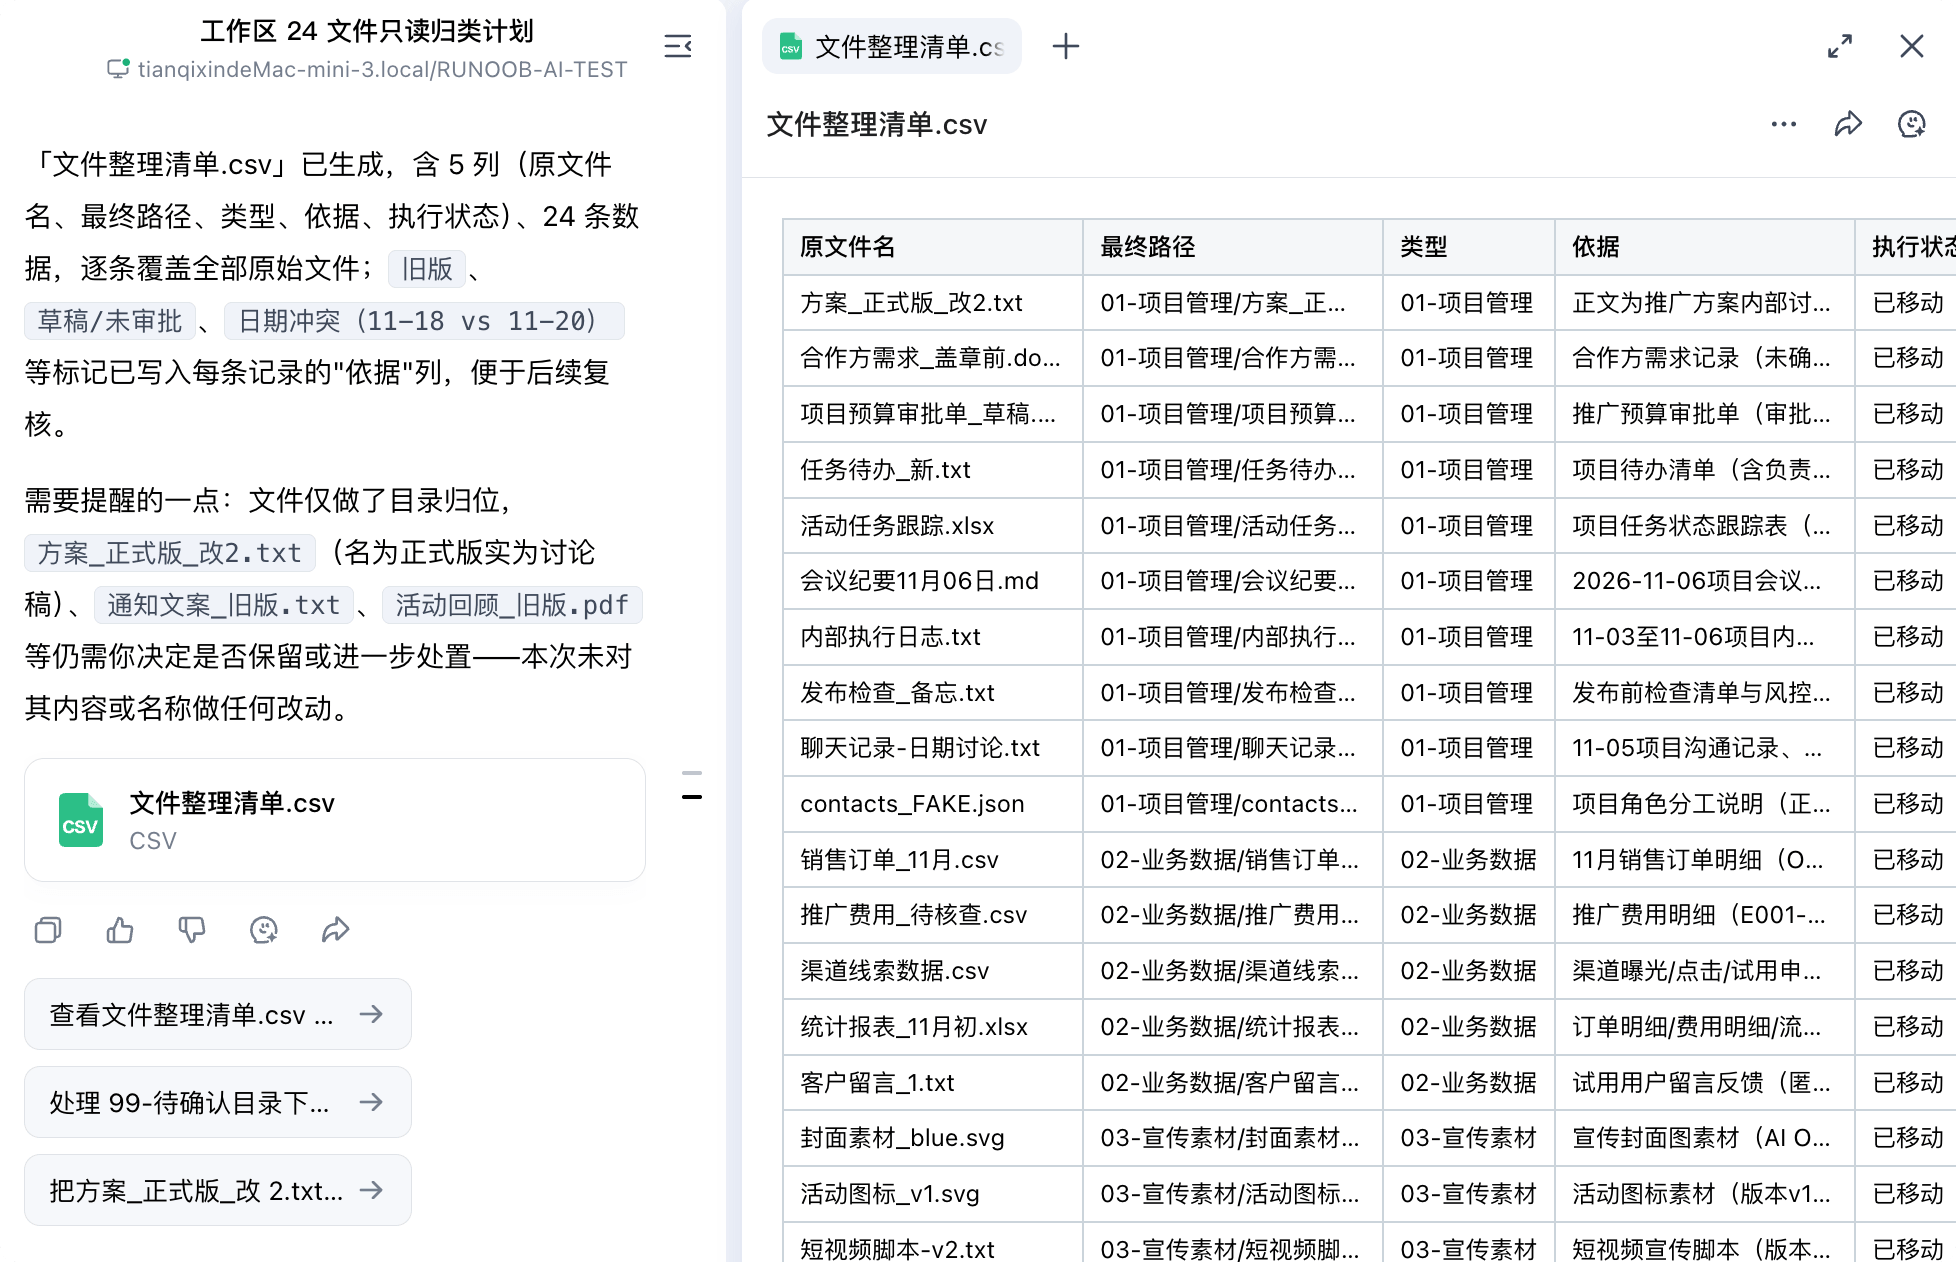 工作区 24 文件只读归类计划
tianqixindeMac-mini-3.local/RUNOOB-AI-TEST
「文件整理清单.csv」已生成，含 5 列（原文件
名、最终路径、类型、依据、执行状态）、24 条数
据，逐条覆盖全部原始文件；旧版、
草稿/未审批、日期冲突（11-18 vs 11-20）
等标记已写入每条记录的"依据"列，便于后续复
核。
需要提醒的一点：文件仅做了目录归位，
方案_正式版_改2.txt（名为正式版实为讨论
稿）、通知文案_旧版.txt、活动回顾_旧版.pdf
等仍需你决定是否保留或进一步处置——本次未对
其内容或名称做任何改动。
CSV
文件整理清单.csv
CSV
查看文件整理清单.csv ...
处理 99-待确认目录下...
把方案_正式版_改 2.txt...
CSV 文件整理清单.cs
文件整理清单.csv
原文件名 最终路径 类型 依据 执行状态
方案_正式版_改2.txt 01-项目管理/方案_正... 01-项目管理 正文为推广方案内部讨... 已移动
合作方需求_盖章前.do... 01-项目管理/合作方需... 01-项目管理 合作方需求记录（未确... 已移动
项目预算审批单_草稿.... 01-项目管理/项目预算... 01-项目管理 推广预算审批单（审批... 已移动
任务待办_新.txt 01-项目管理/任务待办... 01-项目管理 项目待办清单（含负责... 已移动
活动任务跟踪.xlsx 01-项目管理/活动任务... 01-项目管理 项目任务状态跟踪表（... 已移动
会议纪要11月06日.md 01-项目管理/会议纪要... 01-项目管理 2026-11-06项目会议... 已移动
内部执行日志.txt 01-项目管理/内部执行... 01-项目管理 11-03至11-06项目内... 已移动
发布检查_备忘.txt 01-项目管理/发布检查... 01-项目管理 发布前检查清单与风控... 已移动
聊天记录-日期讨论.txt 01-项目管理/聊天记录... 01-项目管理 11-05项目沟通记录、... 已移动
contacts_FAKE.json 01-项目管理/contacts... 01-项目管理 项目角色分工说明（正... 已移动
销售订单_11月.csv 02-业务数据/销售订单... 02-业务数据 11月销售订单明细（O... 已移动
推广费用_待核查.csv 02-业务数据/推广费用... 02-业务数据 推广费用明细（E001-... 已移动
渠道线索数据.csv 02-业务数据/渠道线索... 02-业务数据 渠道曝光/点击/试用申... 已移动
统计报表_11月初.xlsx 02-业务数据/统计报表... 02-业务数据 订单明细/费用明细/流... 已移动
客户留言_1.txt 02-业务数据/客户留言... 02-业务数据 试用用户留言反馈（匿... 已移动
封面素材_blue.svg 03-宣传素材/封面素材... 03-宣传素材 宣传封面图素材（AI O... 已移动
活动图标_v1.svg 03-宣传素材/活动图标... 03-宣传素材 活动图标素材（版本v1... 已移动
短视频脚本-v2.txt 03-宣传素材/短视频脚... 03-宣传素材 短视频宣传脚本（版本... 已移动